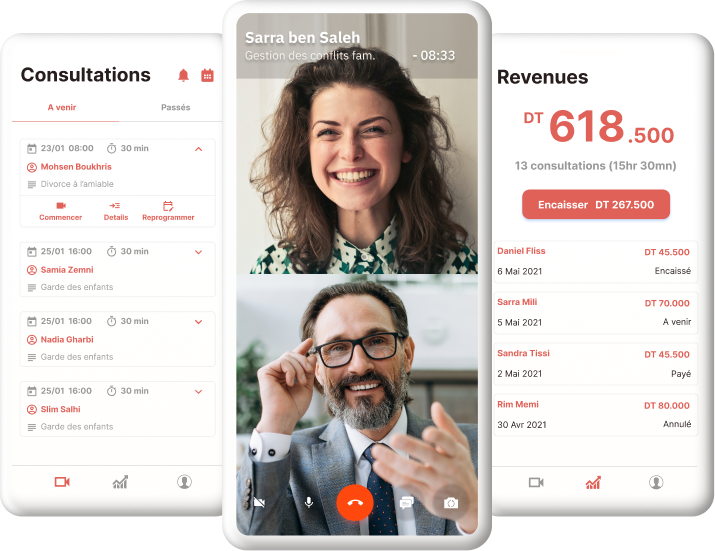 Consultations
A venir
Passés
23/01 08:00 30 min
Mohsen Boukhris
Divorce à l'amiable
Commencer Details Reprogrammer
25/01 16:00 30 min
Samia Zemni
Garde des enfants
25/01 16:00 30 min
Nadia Gharbi
Garde des enfants
25/01 16:00 30 min
Slim Salhi
Garde des enfants
Sarra ben Saleh
Gestion des conflits fam. - 08:33
Revenues
DT 618.500
13 consultations (15hr 30mn)
Encaisser DT 267.500
Daniel Fliss DT 45.500
6 Mai 2021 Encaissé
Sarra Mili DT 70.000
5 Mai 2021 A venir
Sandra Tissi DT 45.500
2 Mai 2021 Payé
Rim Memi DT 80.000
30 Avr 2021 Annulé